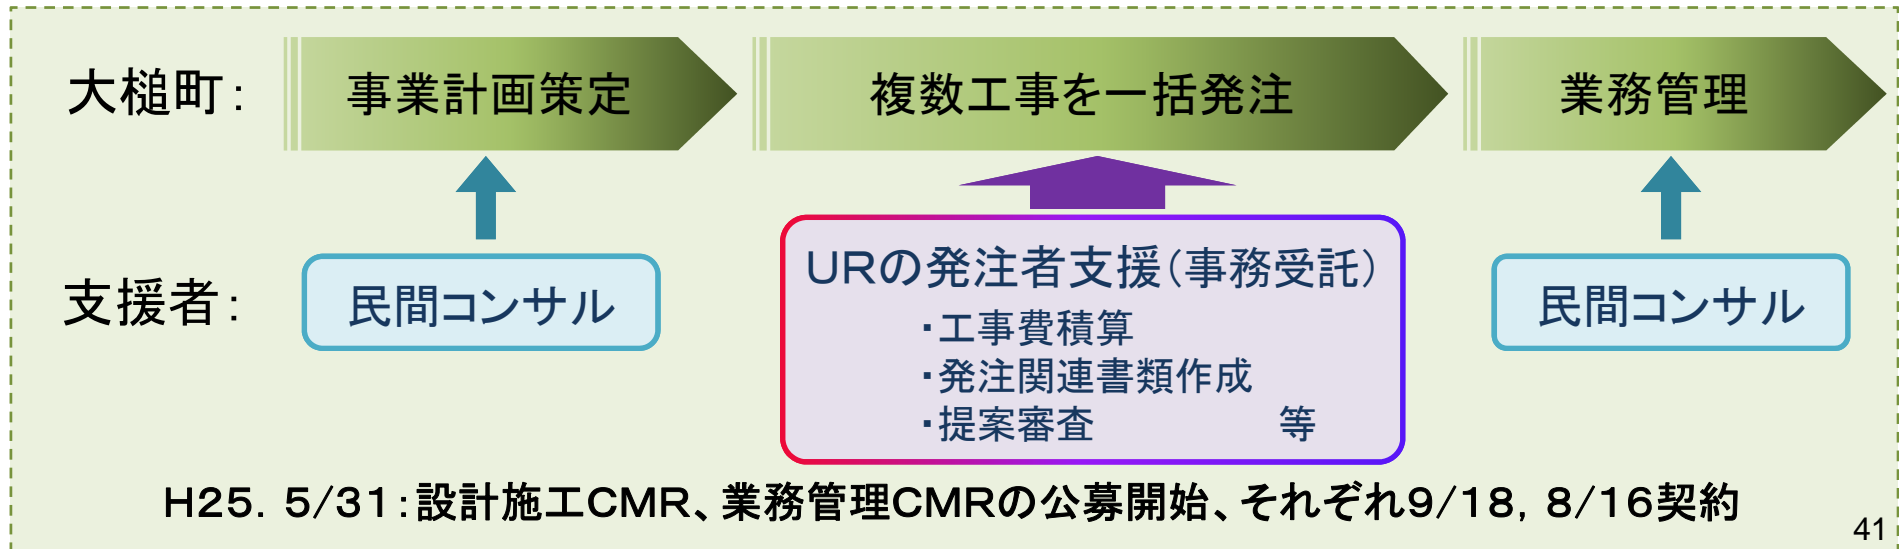 大槌町： 事業計画策定 複数工事を一括発注 業務管理
支援者： 民間コンサル URの発注者支援（事務受託） 民間コンサル
・工事費積算
・発注関連書類作成
・提案審査 等
H25．5/31：設計施工CMR、業務管理CMRの公募開始、それぞれ9/18，8/16契約
41